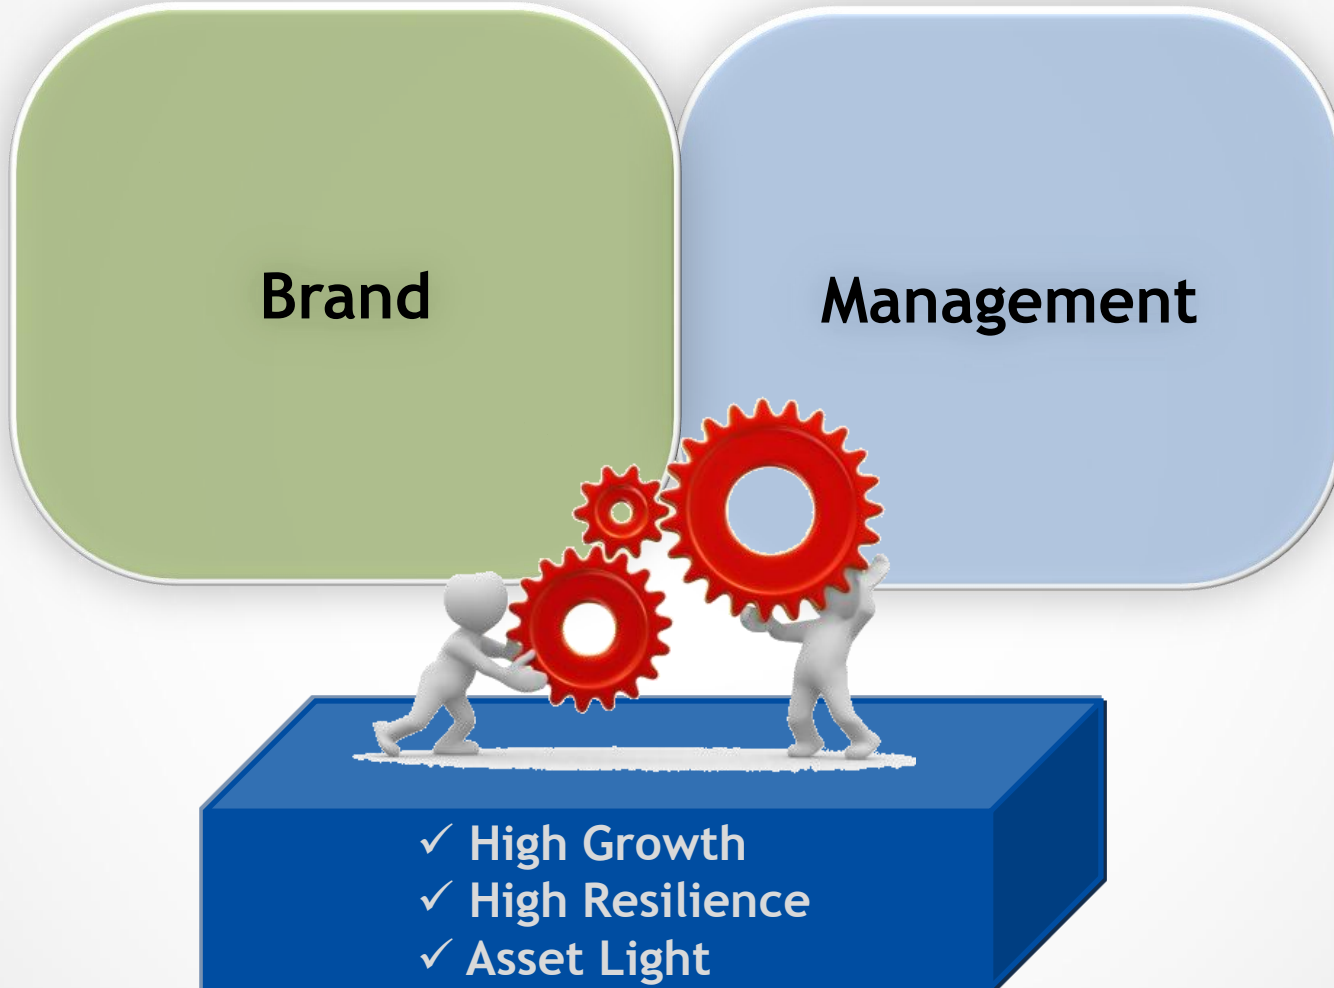 Brand
Management
✓ High Growth
✓ High Resilience
✓ Asset Light